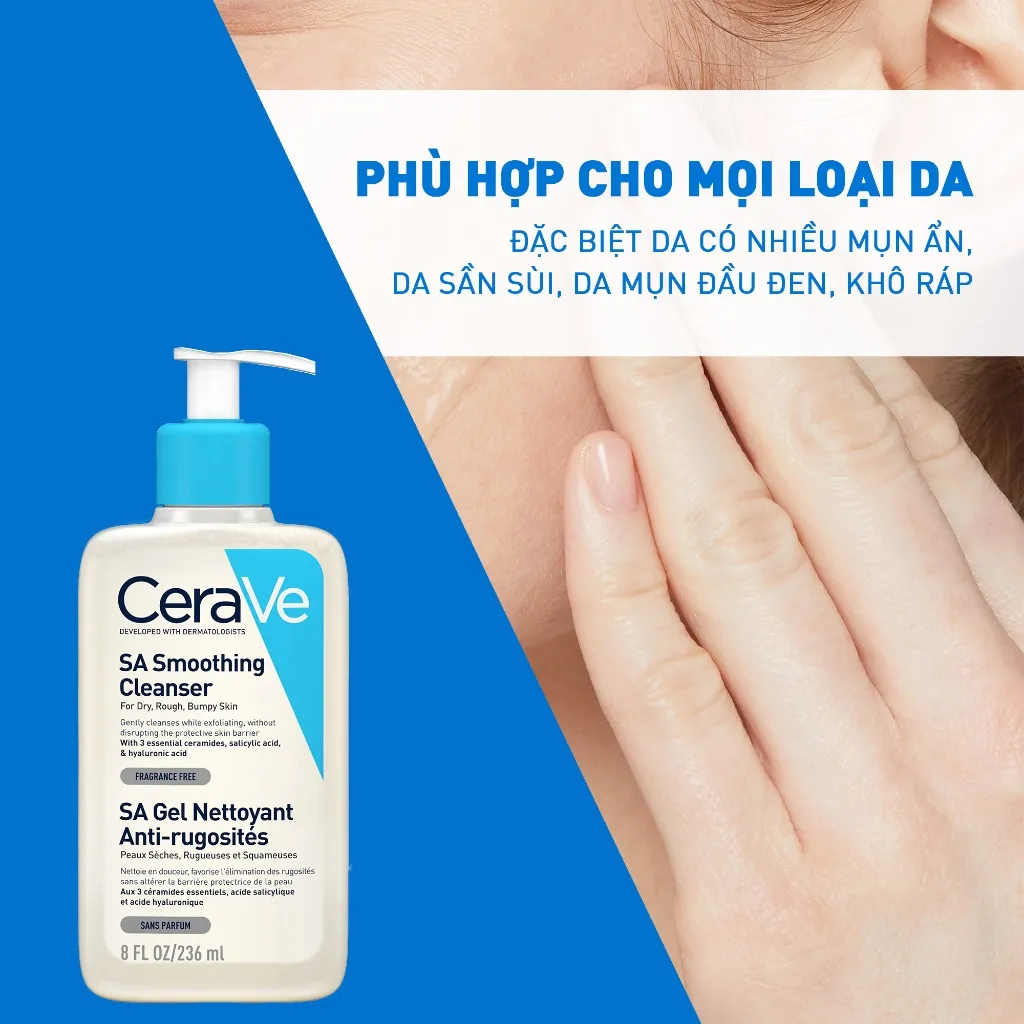 PHÙ HỢP CHO MỌI LOẠI DA
ĐẶC BIỆT DA CÓ NHIỀU MỤN ẨN,
DA SẦN SÙI, DA MỤN ĐẦU ĐEN, KHÔ RÁP
CeraVe
DEVELOPED WITH DERMATOLOGISTS
SA Smoothing
Cleanser
For Dry, Rough, Bumpy Skin
Gently cleanses while exfoliating, without
disrupting the protective skin barrier
With 3 essential ceramides, salicylic acid,
& hyaluronic acid
FRAGRANCE FREE
SA Gel Nettoyant
Anti-rugosités
Peaux Sèches, Rugueuses et Squameuses
Nettoie en douceur, favorise l'élimination des rugosités
sans altérer la barrière protectrice de la peau
Aux 3 céramides essentiels, acide salicylique
et acide hyaluronique
SANS PARFUM
8 FL OZ/236 ml